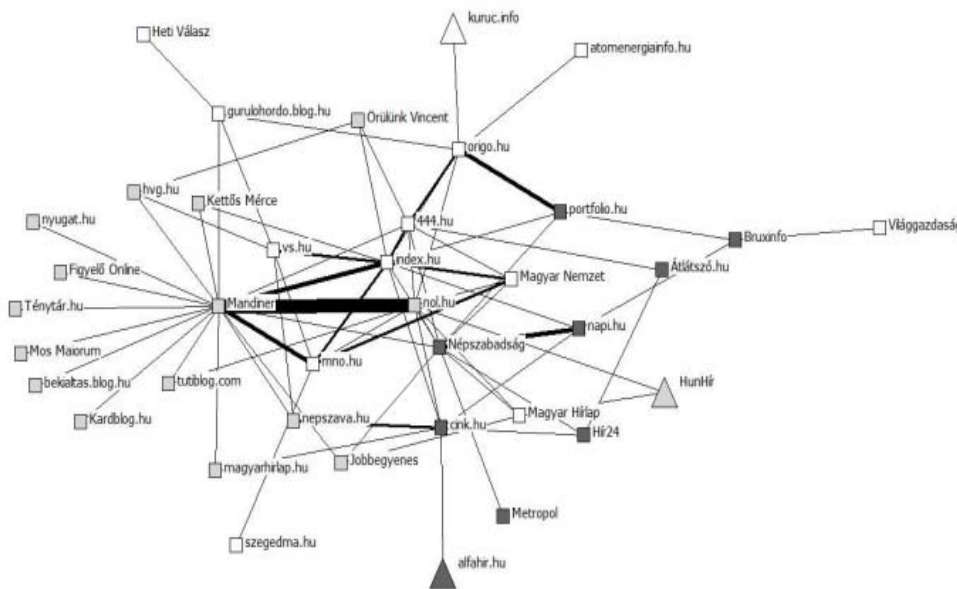 kuruc.info
Heti Válasz
atomenergiainfo.hu
gurulohordo.blog.hu
Örülünk Vincent
origo.hu
hvg.hu
Kettős Mérce
nyugat.hu
444.hu
portfolio.hu
Világgazdaság
Bruxinfo
vs.hu
index.hu
Átlátszó.hu
Figyelő Online
Magyar Nemzet
Mandiner
nol.hu
Ténytár.hu
napi.hu
Népszabadság
Mos Maiorum
mno.hu
HunHír
bekialtas.blog.hu
tutiblog.com
Kardblog.hu
nepszava.hu
Magyar Hírlap
cink.hu
Hír24
magyarhirlap.hu
Jobbegyenes
Metropol
szegedma.hu
alfahir.hu